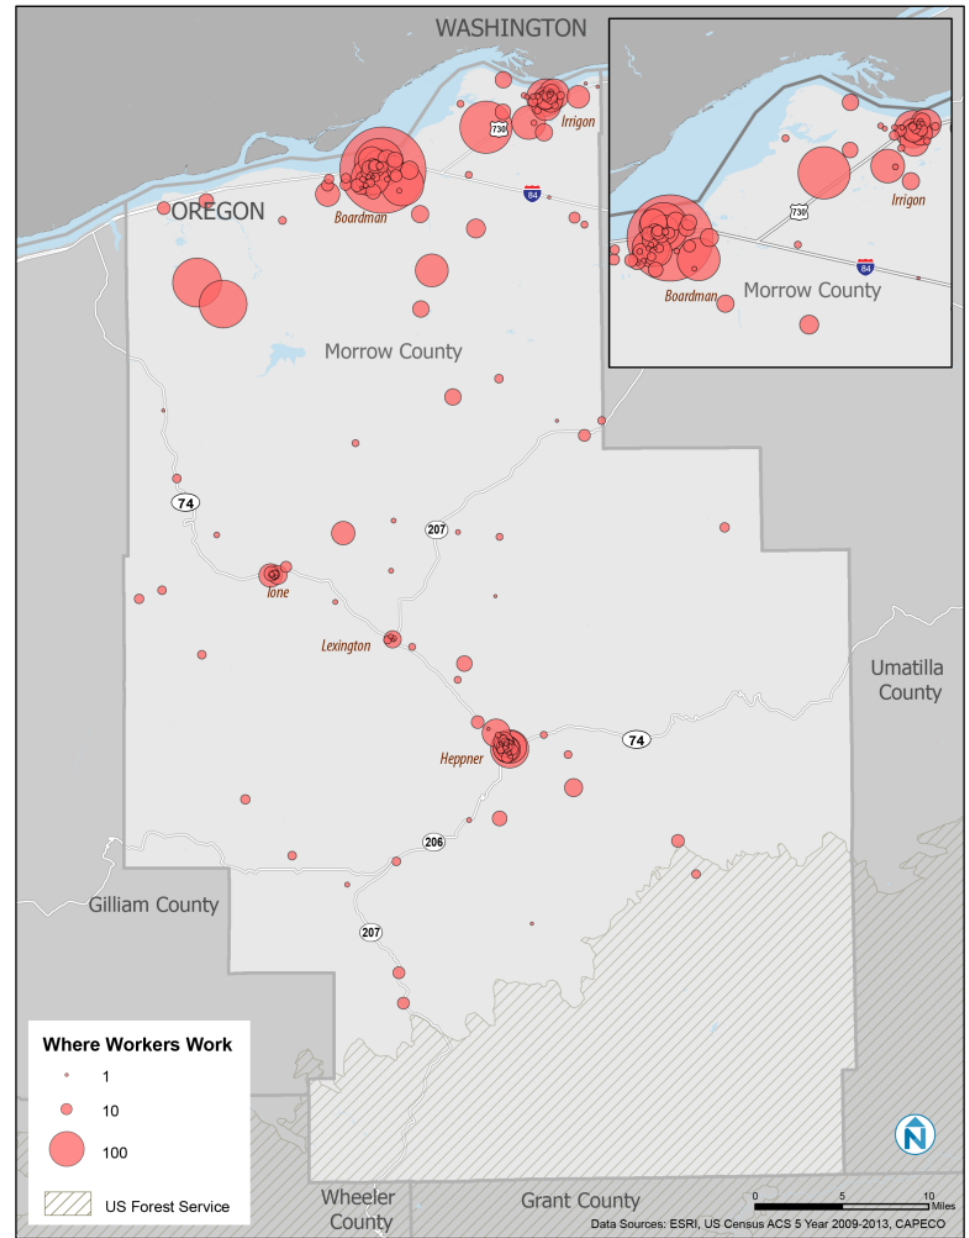 WASHINGTON
730
Irrigon
84
OREGON
Boardman
Morrow County
74
207
Ione
Lexington
Umatilla
County
Heppner
74
206
Gilliam County
207
730
Irrigon
84
Boardman
Morrow County
Where Workers Work
1
10
100
US Forest Service
N
Wheeler
County
Grant County
0 5 10
Miles
Data Sources: ESRI, US Census ACS 5 Year 2009-2013, CAPECO